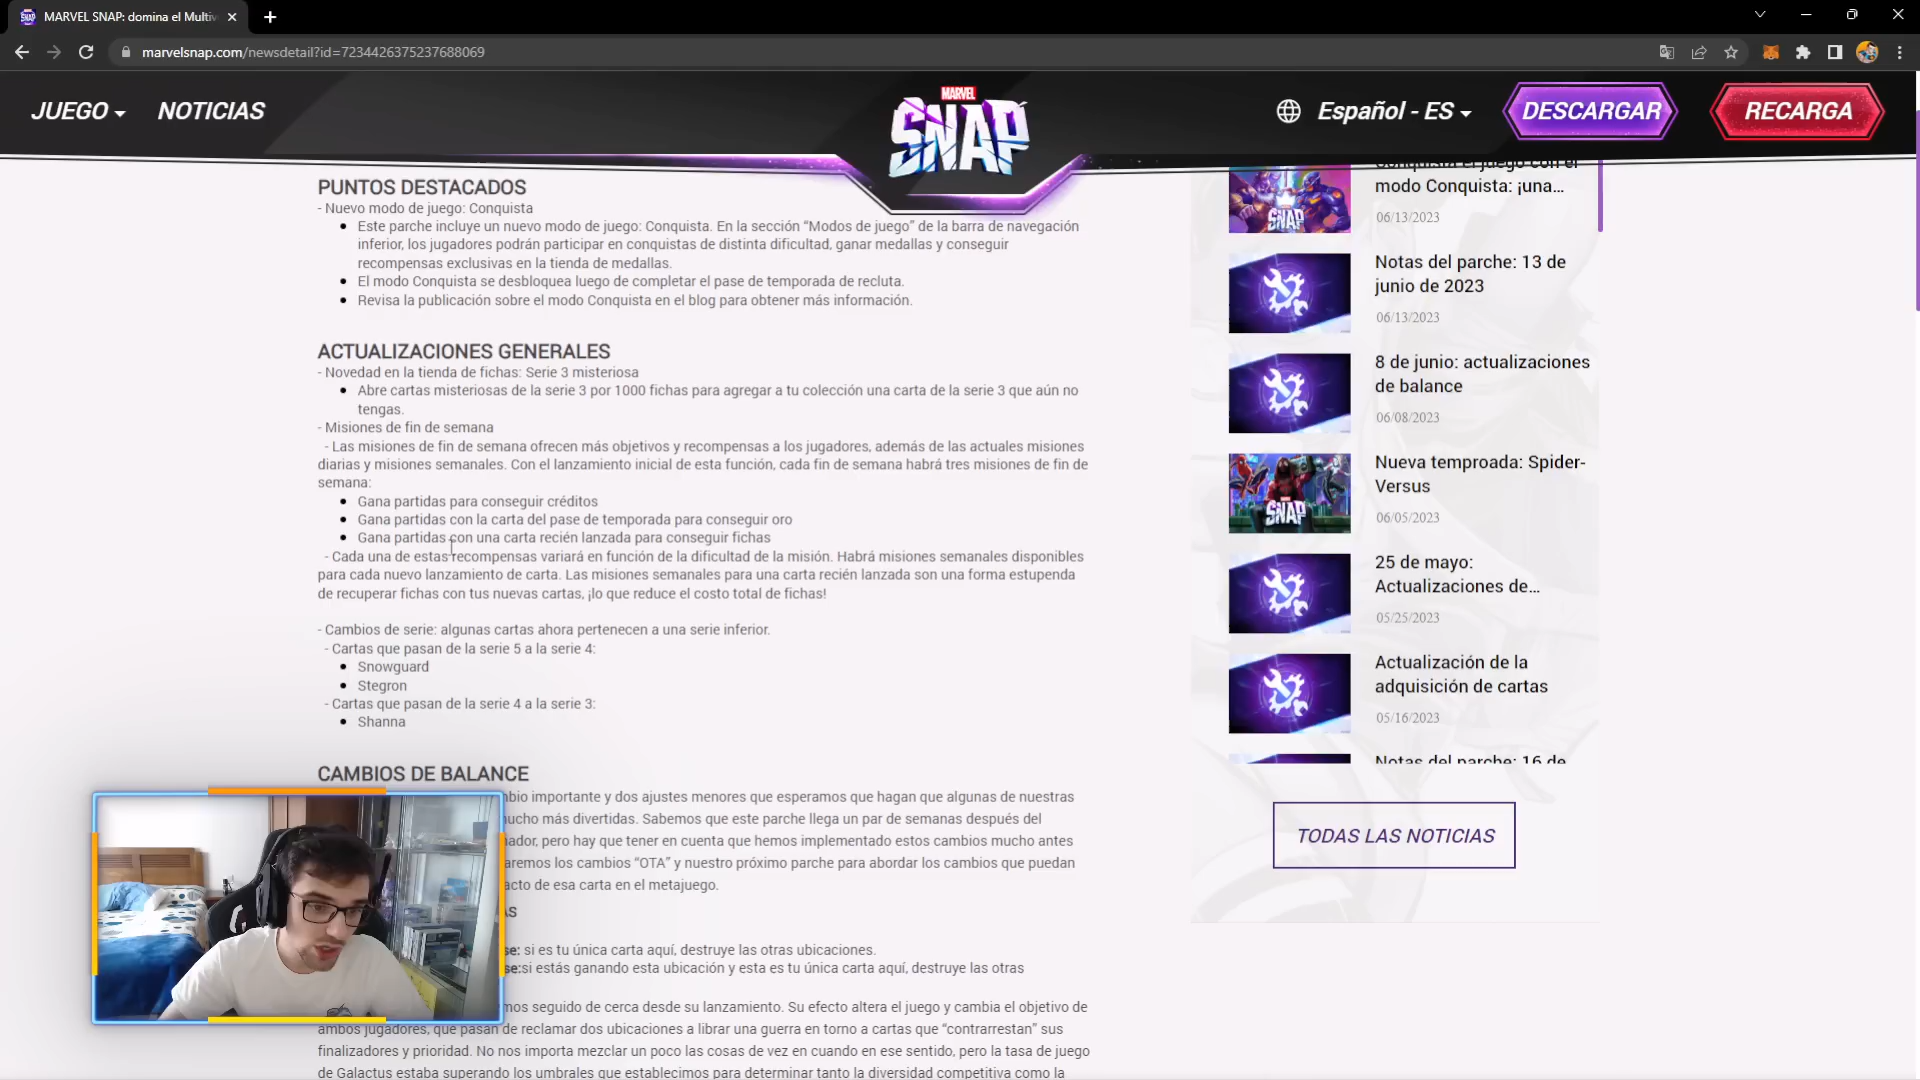 MARVEL SNAP: domina el Multiv
marvelsnap.com/newsdetail?id=7234426375237688069
JUEGO
NOTICIAS
MARVEL
SNAP
Español - ES
DESCARGAR
RECARGA
PUNTOS DESTACADOS
- Nuevo modo de juego: Conquista
Este parche incluye un nuevo modo de juego: Conquista. En la sección “Modos de juego” de la barra de navegación
inferior, los jugadores podrán participar en conquistas de distinta dificultad, ganar medallas y conseguir
recompensas exclusivas en la tienda de medallas.
El modo Conquista se desbloquea luego de completar el pase de temporada de recluta.
Revisa la publicación sobre el modo Conquista en el blog para obtener más información.
ACTUALIZACIONES GENERALES
- Novedad en la tienda de fichas: Serie 3 misteriosa
Abre cartas misteriosas de la serie 3 por 1000 fichas para agregar a tu colección una carta de la serie 3 que aún no
tengas.
- Misiones de fin de semana
- Las misiones de fin de semana ofrecen más objetivos y recompensas a los jugadores, además de las actuales misiones
diarias y misiones semanales. Con el lanzamiento inicial de esta función, cada fin de semana habrá tres misiones de fin de
semana:
Gana partidas para conseguir créditos
Gana partidas con la carta del pase de temporada para conseguir oro
Gana partidas con una carta recién lanzada para conseguir fichas
- Cada una de estas recompensas variará en función de la dificultad de la misión. Habrá misiones semanales disponibles
para cada nuevo lanzamiento de carta. Las misiones semanales para una carta recién lanzada son una forma estupenda
de recuperar fichas con tus nuevas cartas, ¡lo que reduce el costo total de fichas!
- Cambios de serie: algunas cartas ahora pertenecen a una serie inferior.
- Cartas que pasan de la serie 5 a la serie 4:
Snowguard
Stegron
- Cartas que pasan de la serie 4 a la serie 3:
Shanna
CAMBIOS DE BALANCE
mbio importante y dos ajustes menores que esperamos que hagan que algunas de nuestras
mucho más divertidas. Sabemos que este parche llega un par de semanas después del
nador, pero hay que tener en cuenta que hemos implementado estos cambios mucho antes
aremos los cambios “OTA” y nuestro próximo parche para abordar los cambios que puedan
acto de esa carta en el metajuego.
AS
se: si es tu única carta aquí, destruye las otras ubicaciones.
se:si estás ganando esta ubicación y esta es tu única carta aquí, destruye las otras
mos seguido de cerca desde su lanzamiento. Su efecto altera el juego y cambia el objetivo de
ambos jugadores, que pasan de reclamar dos ubicaciones a librar una guerra en torno a cartas que “contrarrestan” sus
finalizadores y prioridad. No nos importa mezclar un poco las cosas de vez en cuando en ese sentido, pero la tasa de juego
de Galactus estaba superando los umbrales que establecimos para determinar tanto la diversidad competitiva como la
Conquista el juego con el
modo Conquista: ¡una...
06/13/2023
SNAP
Notas del parche: 13 de
junio de 2023
06/13/2023
8 de junio: actualizaciones
de balance
06/08/2023
Nueva temproada: Spider-
Versus
06/05/2023
SNAP
25 de mayo:
Actualizaciones de...
05/25/2023
Actualización de la
adquisición de cartas
05/16/2023
Notas del parche: 16 de
TODAS LAS NOTICIAS